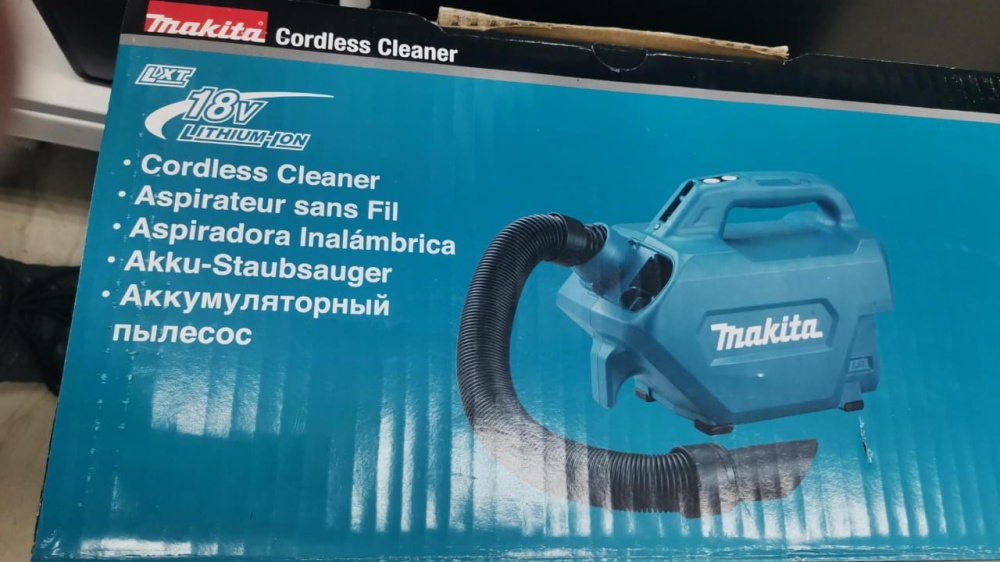 Makita Cordless Cleaner
LXT
18V
LITHIUM-ION
• Cordless Cleaner
• Aspirateur sans Fil
• Aspiradora Inalámbrica
• Akku-Staubsauger
• Аккумуляторный
пылесос
Makita
LXT